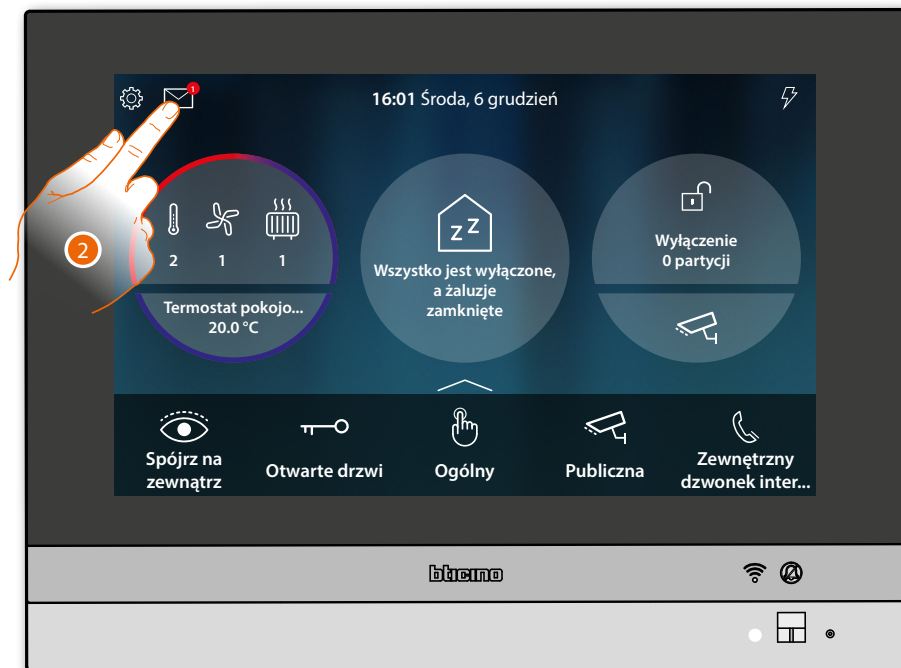 1
16:01 Środa, 6 grudzień
2
2 1 1
Termostat pokojo...
20.0 °C
zZ
Wszystko jest wyłączone,
a żaluzje
zamknięte
Wyłączenie
0 partycji
Spójrz na
zewnątrz
Otwarte drzwi
Ogólny
Publiczna
Zewnętrzny
dzwonek inter...
bticino